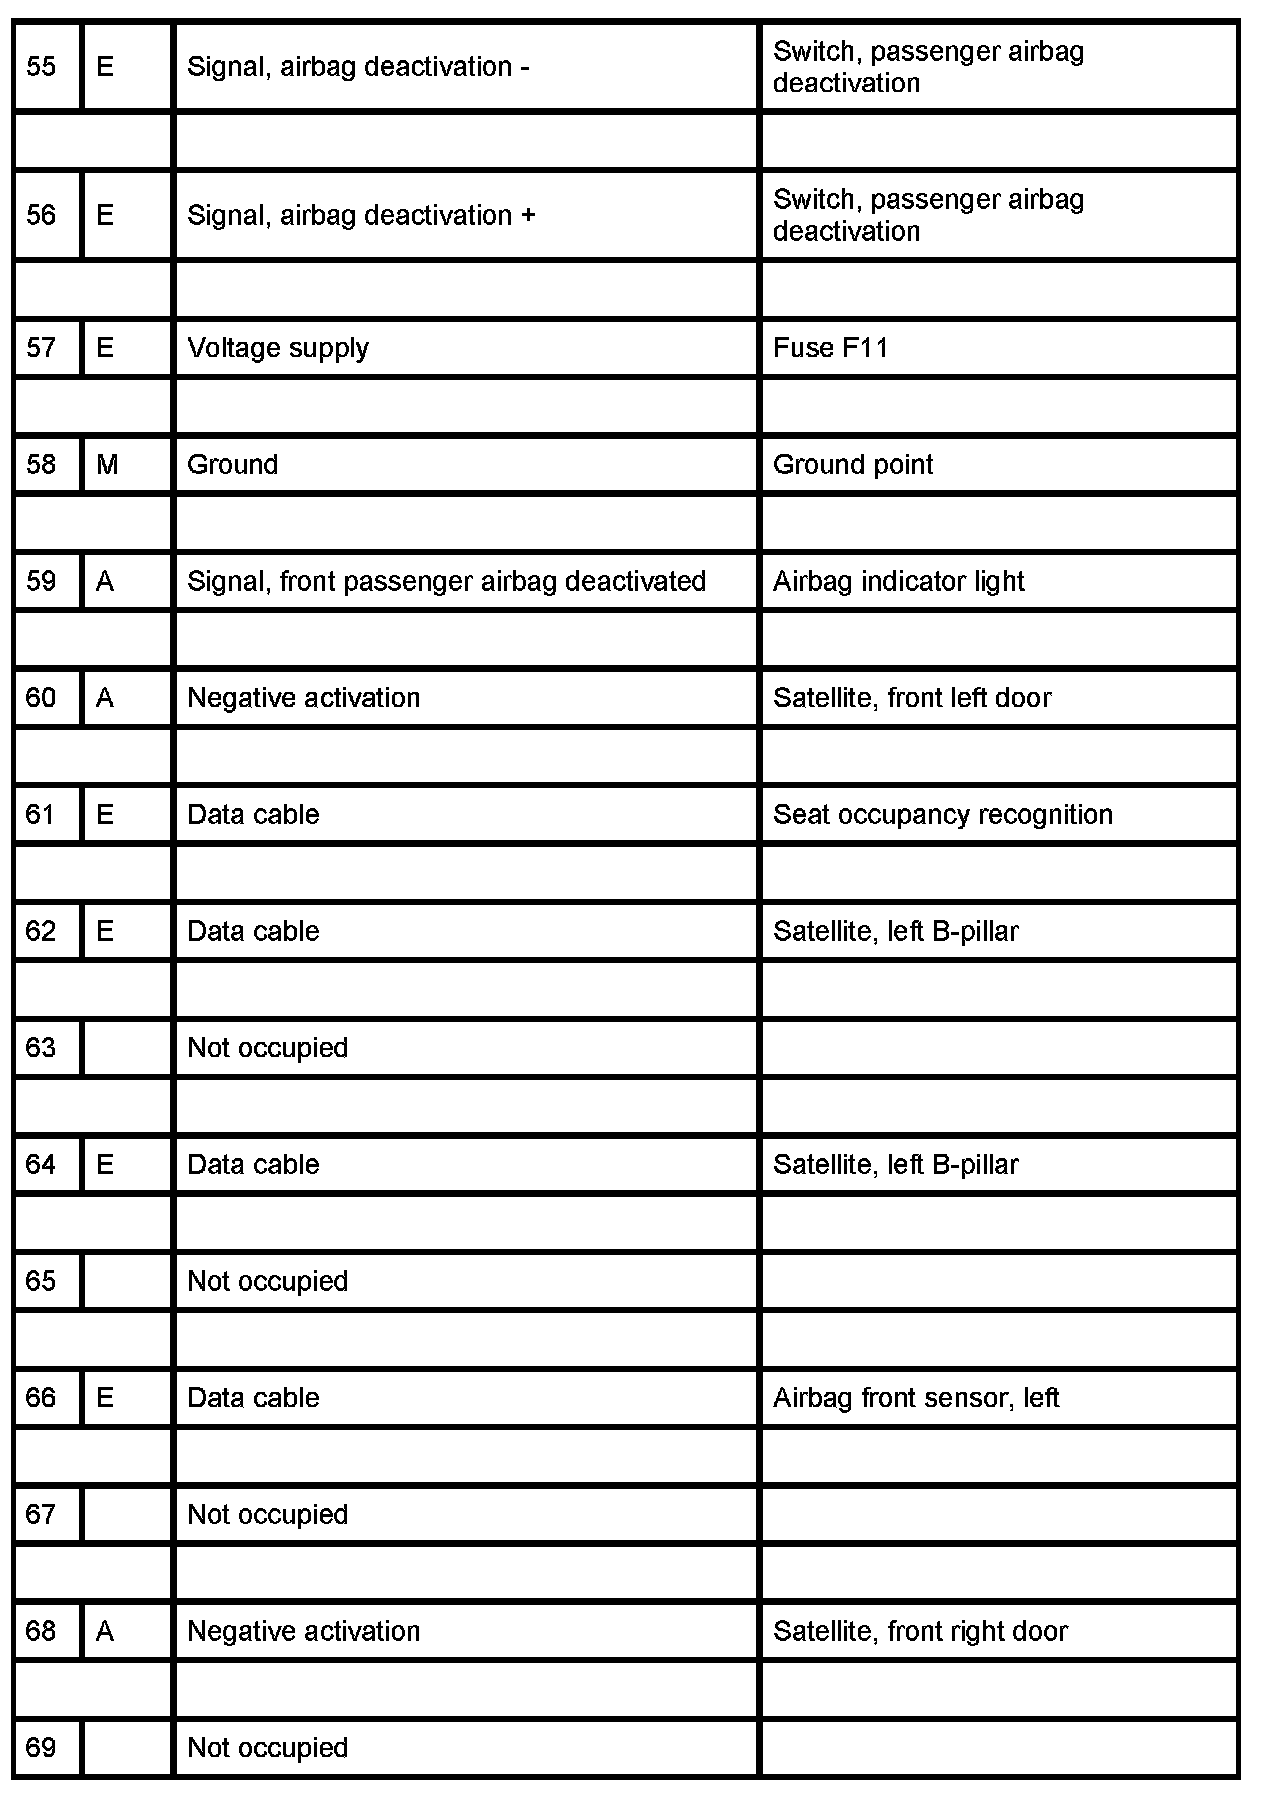 55 E Signal, airbag deactivation - Switch, passenger airbag
deactivation
56 E Signal, airbag deactivation + Switch, passenger airbag
deactivation
57 E Voltage supply Fuse F11
58 M Ground Ground point
59 A Signal, front passenger airbag deactivated Airbag indicator light
60 A Negative activation Satellite, front left door
61 E Data cable Seat occupancy recognition
62 E Data cable Satellite, left B-pillar
63 Not occupied
64 E Data cable Satellite, left B-pillar
65 Not occupied
66 E Data cable Airbag front sensor, left
67 Not occupied
68 A Negative activation Satellite, front right door
69 Not occupied